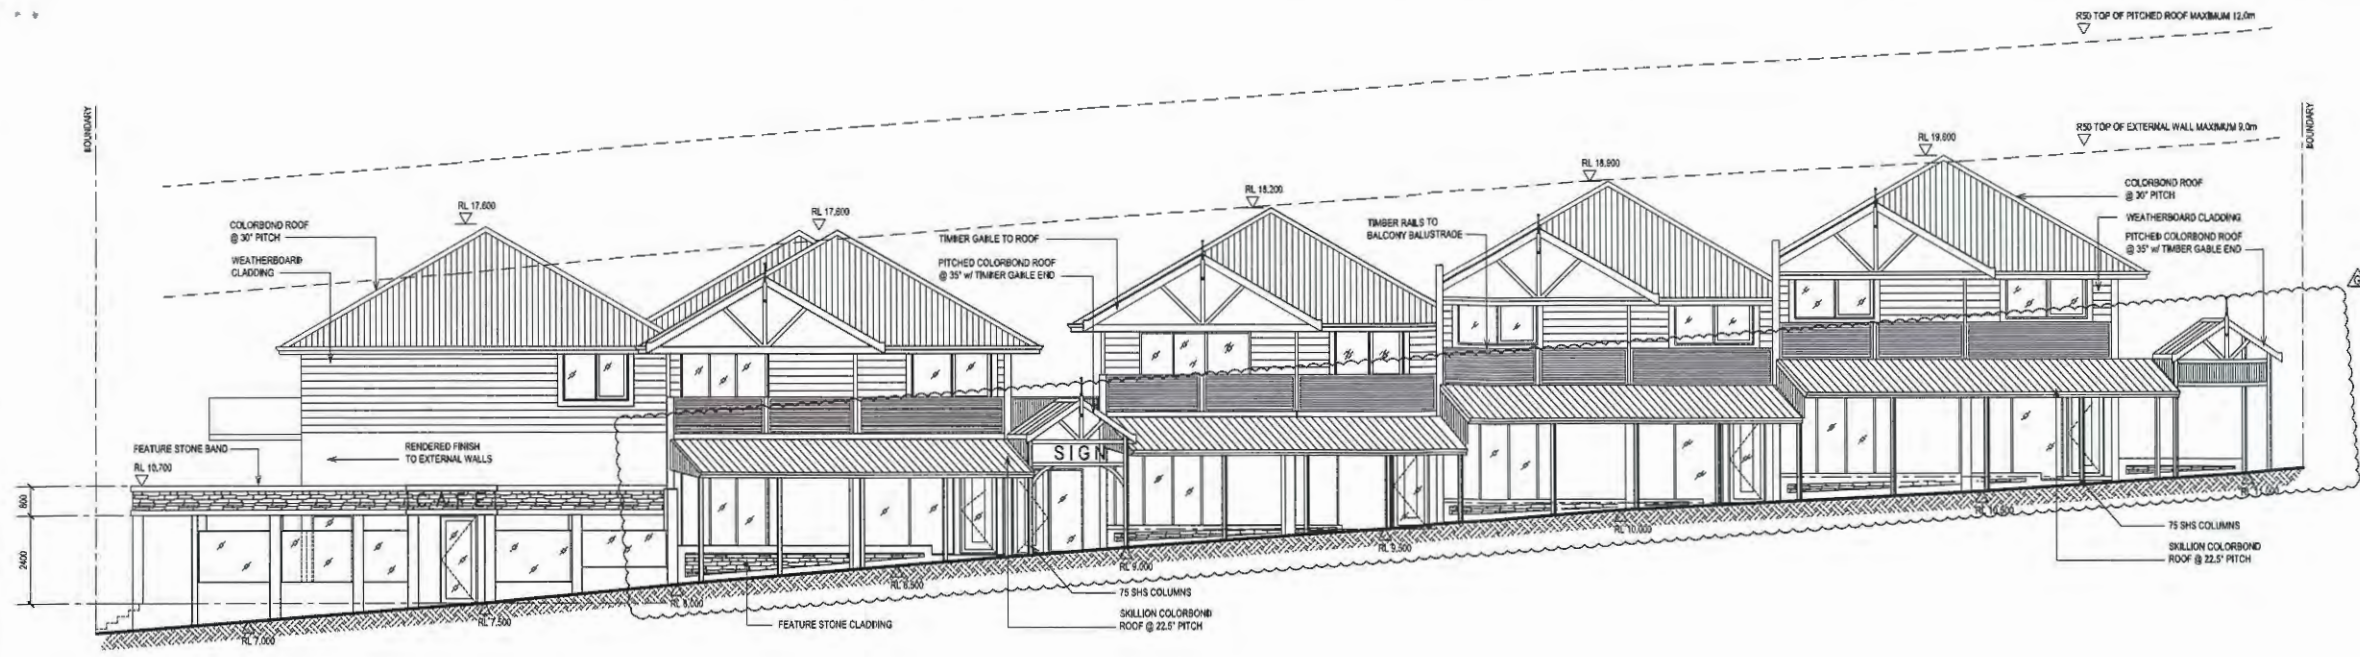 R50 TOP OF PITCHED ROOF MAXIMUM 12.0m
BOUNDARY
BOUNDARY
R50 TOP OF EXTERNAL WALL MAXIMUM 9.0m
RL 19.600
RL 18.900
RL 18.200
RL 17.600
RL 17.600
COLORBOND ROOF
@ 30° PITCH
WEATHERBOARD
CLADDING
TIMBER GABLE TO ROOF
PITCHED COLORBOND ROOF
@ 35° w/ TIMBER GABLE END
TIMBER RAILS TO
BALCONY BALUSTRADE
COLORBOND ROOF
@ 30° PITCH
WEATHERBOARD CLADDING
PITCHED COLORBOND ROOF
@ 35° w/ TIMBER GABLE END
FEATURE STONE BAND
RL 10.700
RENDERED FINISH
TO EXTERNAL WALLS
SIGN
CAFE
2400
RL 7.000
RL 7.500
RL 8.000
RL 8.500
RL 9.000
RL 9.500
RL 10.000
RL 10.500
FEATURE STONE CLADDING
75 SHS COLUMNS
SKILLION COLORBOND
ROOF @ 22.5° PITCH
75 SHS COLUMNS
SKILLION COLORBOND
ROOF @ 22.5° PITCH